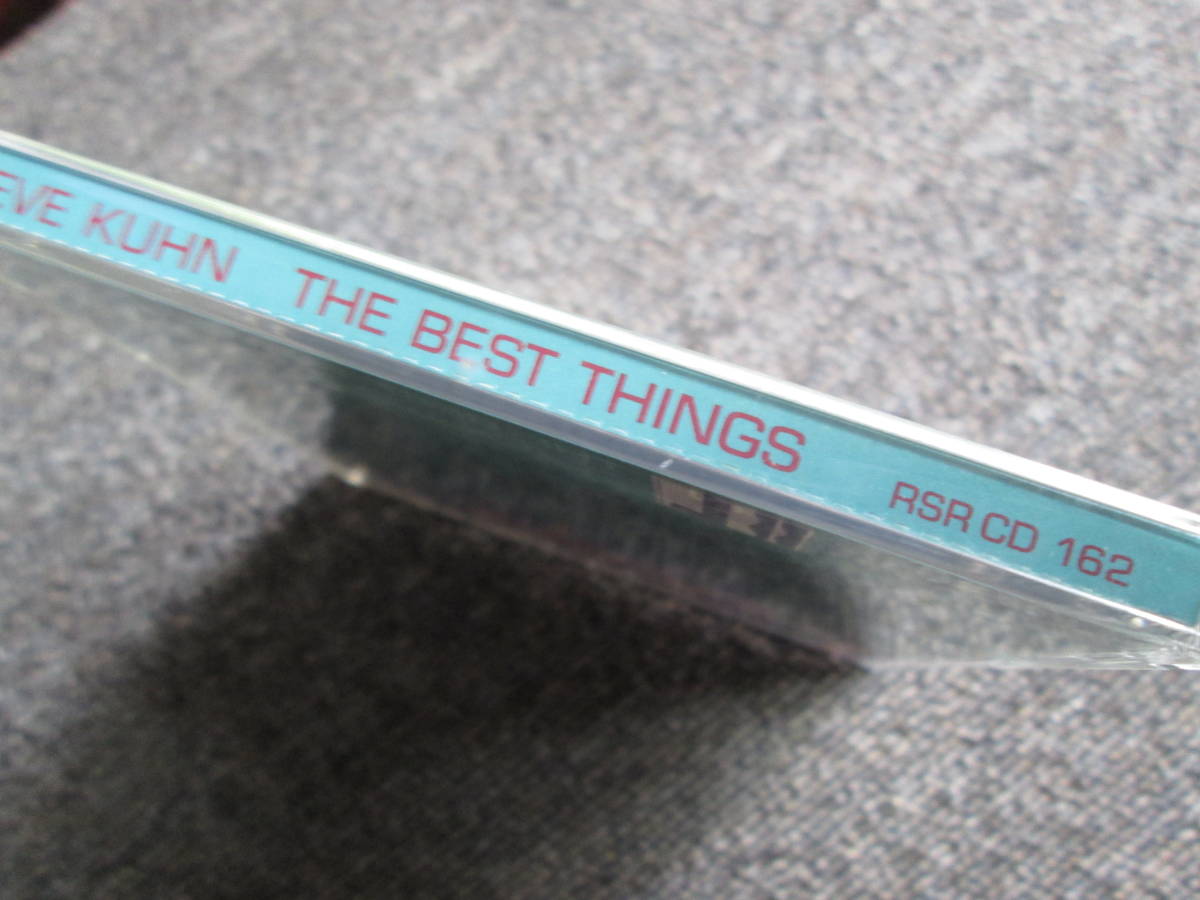 EVE KUHN THE BEST THINGS RSR CD 162